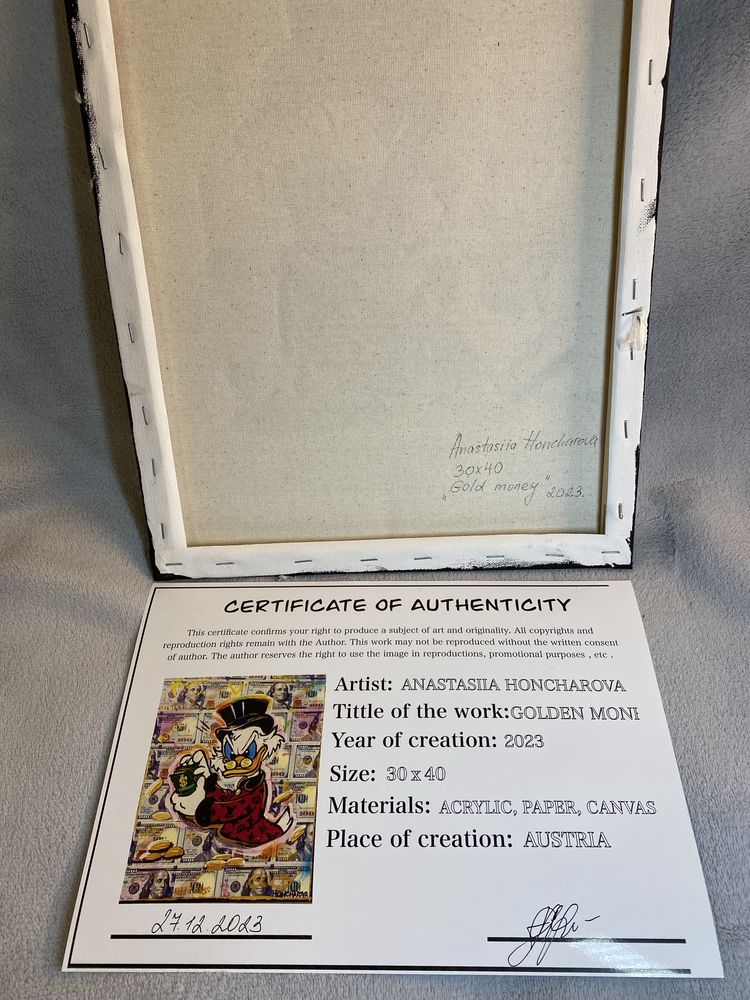 Anastasiia Honcharova
30x40
„Gold money" 2023.
CERTIFICATE OF AUTHENTICITY
This certificate confirms your right to produce a subject of art and originality. All copyrights and
reproduction rights remain with the Author. This work may not be reproduced without the written consent
of author. The author reserves the right to use the image in reproductions, promotional purposes , etc .
Artist: ANASTASIIA HONCHAROVA
Tittle of the work:GOLDEN MONE
Year of creation: 2023
Size: 30 x 40
Materials: ACRYLIC, PAPER, CANVAS
Place of creation: AUSTRIA
HONCHAROVA
27.12.2023